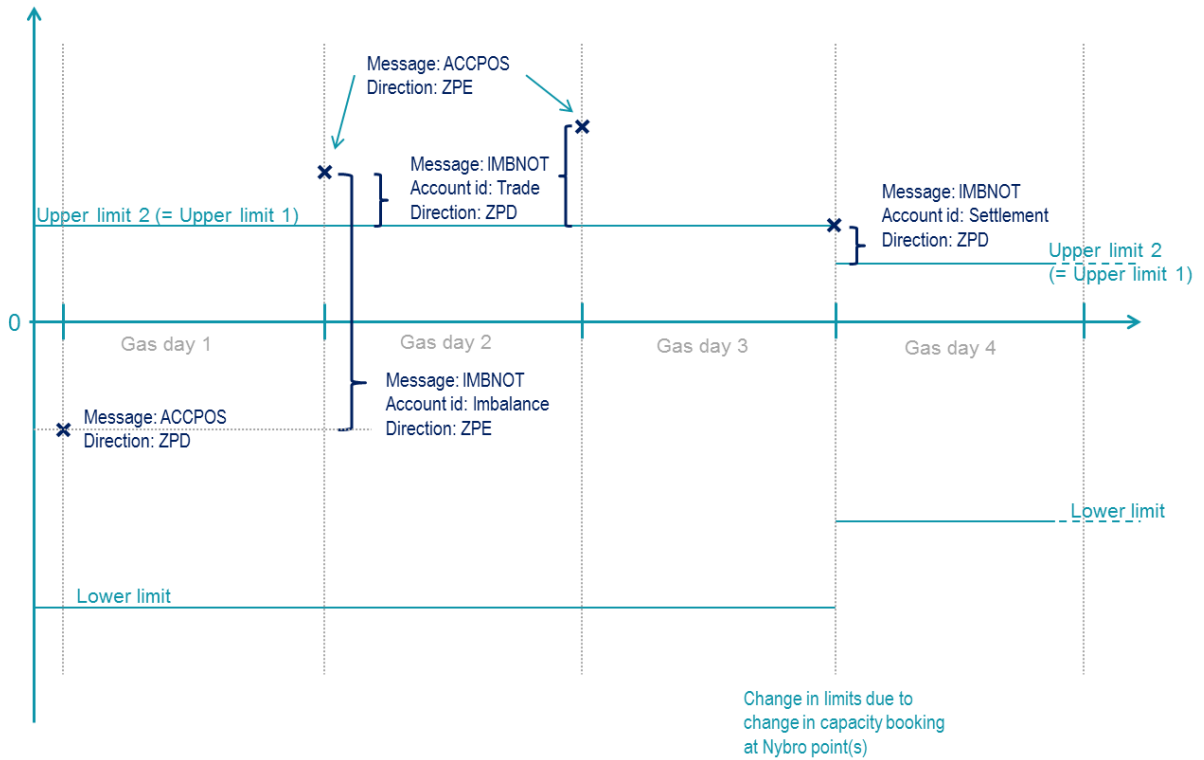 Message: ACCPOS
Direction: ZPE
Message: IMBNOT
Account id: Trade
Direction: ZPD
Message: IMBNOT
Account id: Settlement
Direction: ZPD
Upper limit 2 (= Upper limit 1)
Upper limit 2
(= Upper limit 1)
0
Gas day 1
Gas day 2
Gas day 3
Gas day 4
Message: IMBNOT
Account id: Imbalance
Direction: ZPE
Message: ACCPOS
Direction: ZPD
Lower limit
Lower limit
Change in limits due to
change in capacity booking
at Nybro point(s)